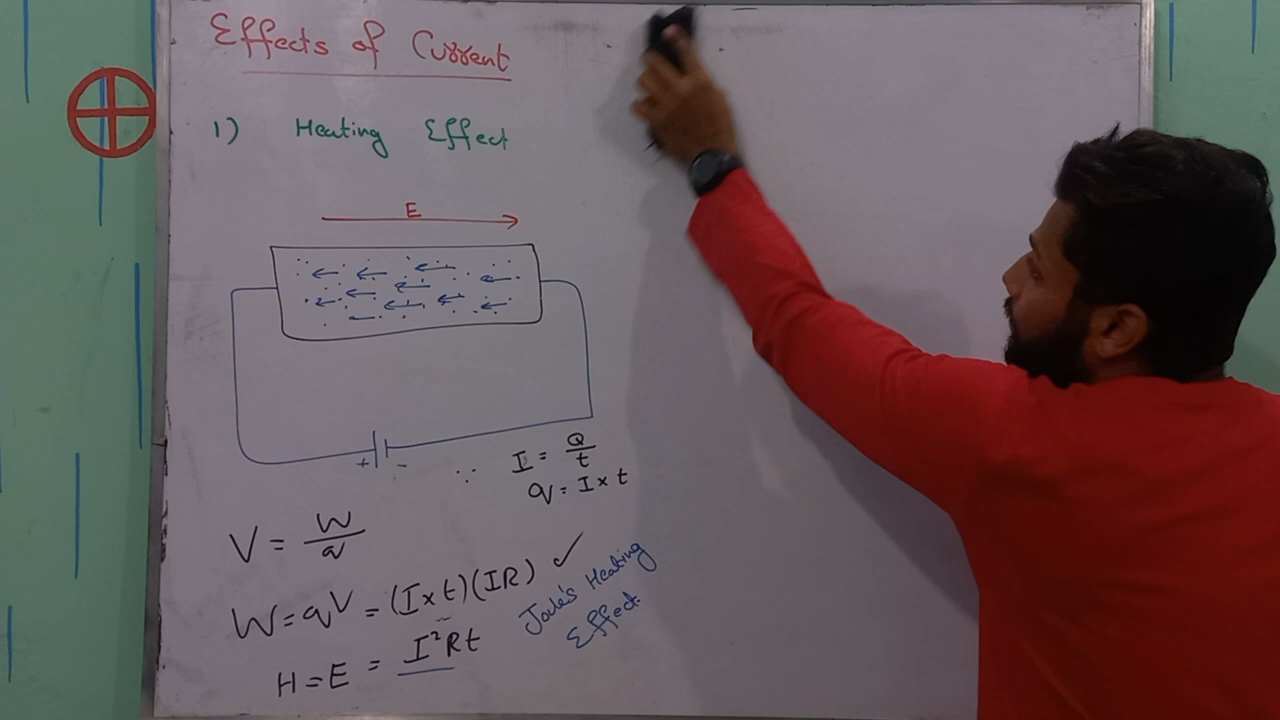 Effects of Current
1) Heating Effect
E
+ -
∵ I = Q/t
q = I x t
V = W/q
W = qV = (I x t)(IR) ✓
H = E = I²Rt
Joule's Heating
Effect